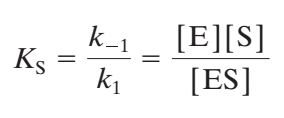 K_S = k_{-1}/k_1 = [E][S]/[ES]